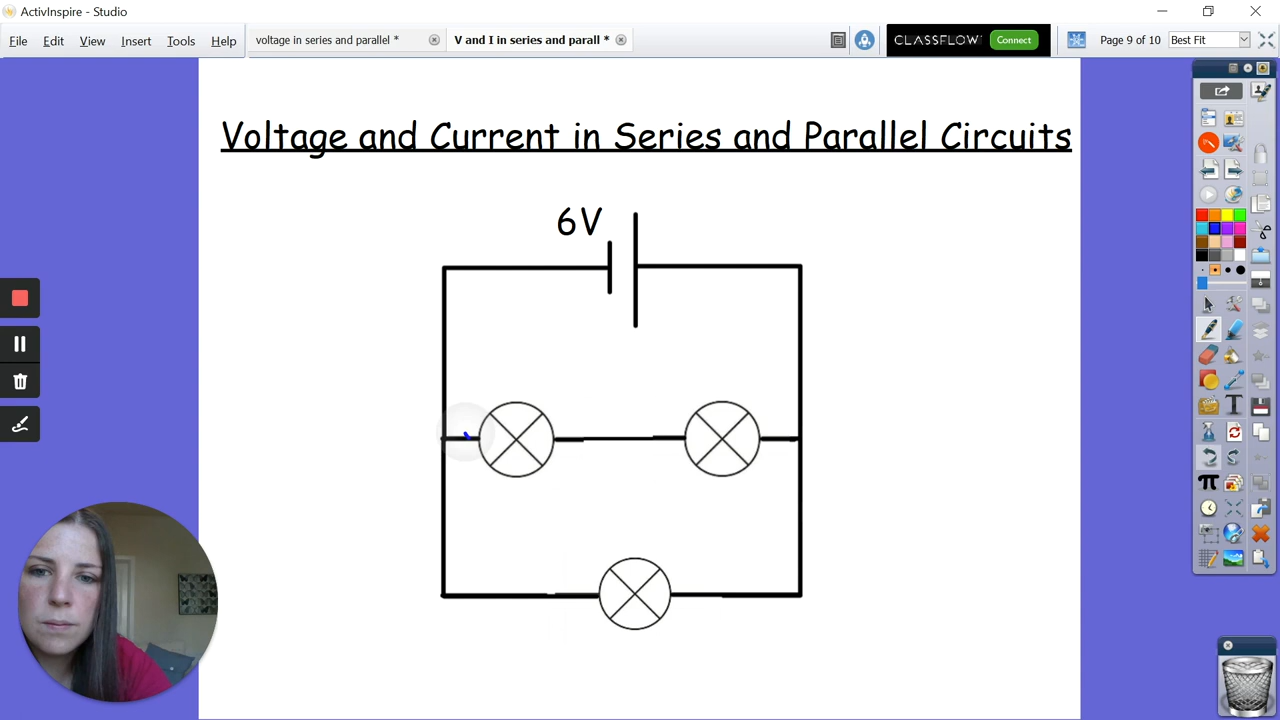 ActivInspire - Studio
File Edit View Insert Tools Help
voltage in series and parallel *
V and I in series and parall *
CLASSFLOW
Connect
Page 9 of 10
Best Fit
Voltage and Current in Series and Parallel Circuits
6V